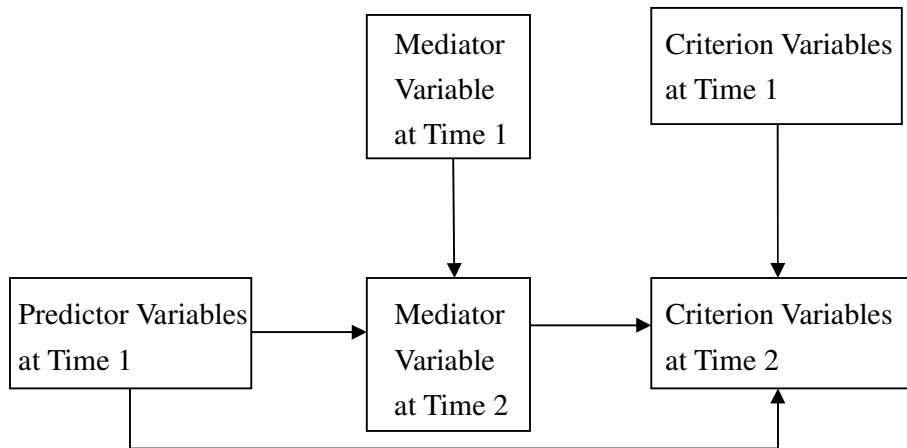 Mediator
Variable
at Time 1
Criterion Variables
at Time 1
Predictor Variables
at Time 1
Mediator
Variable
at Time 2
Criterion Variables
at Time 2